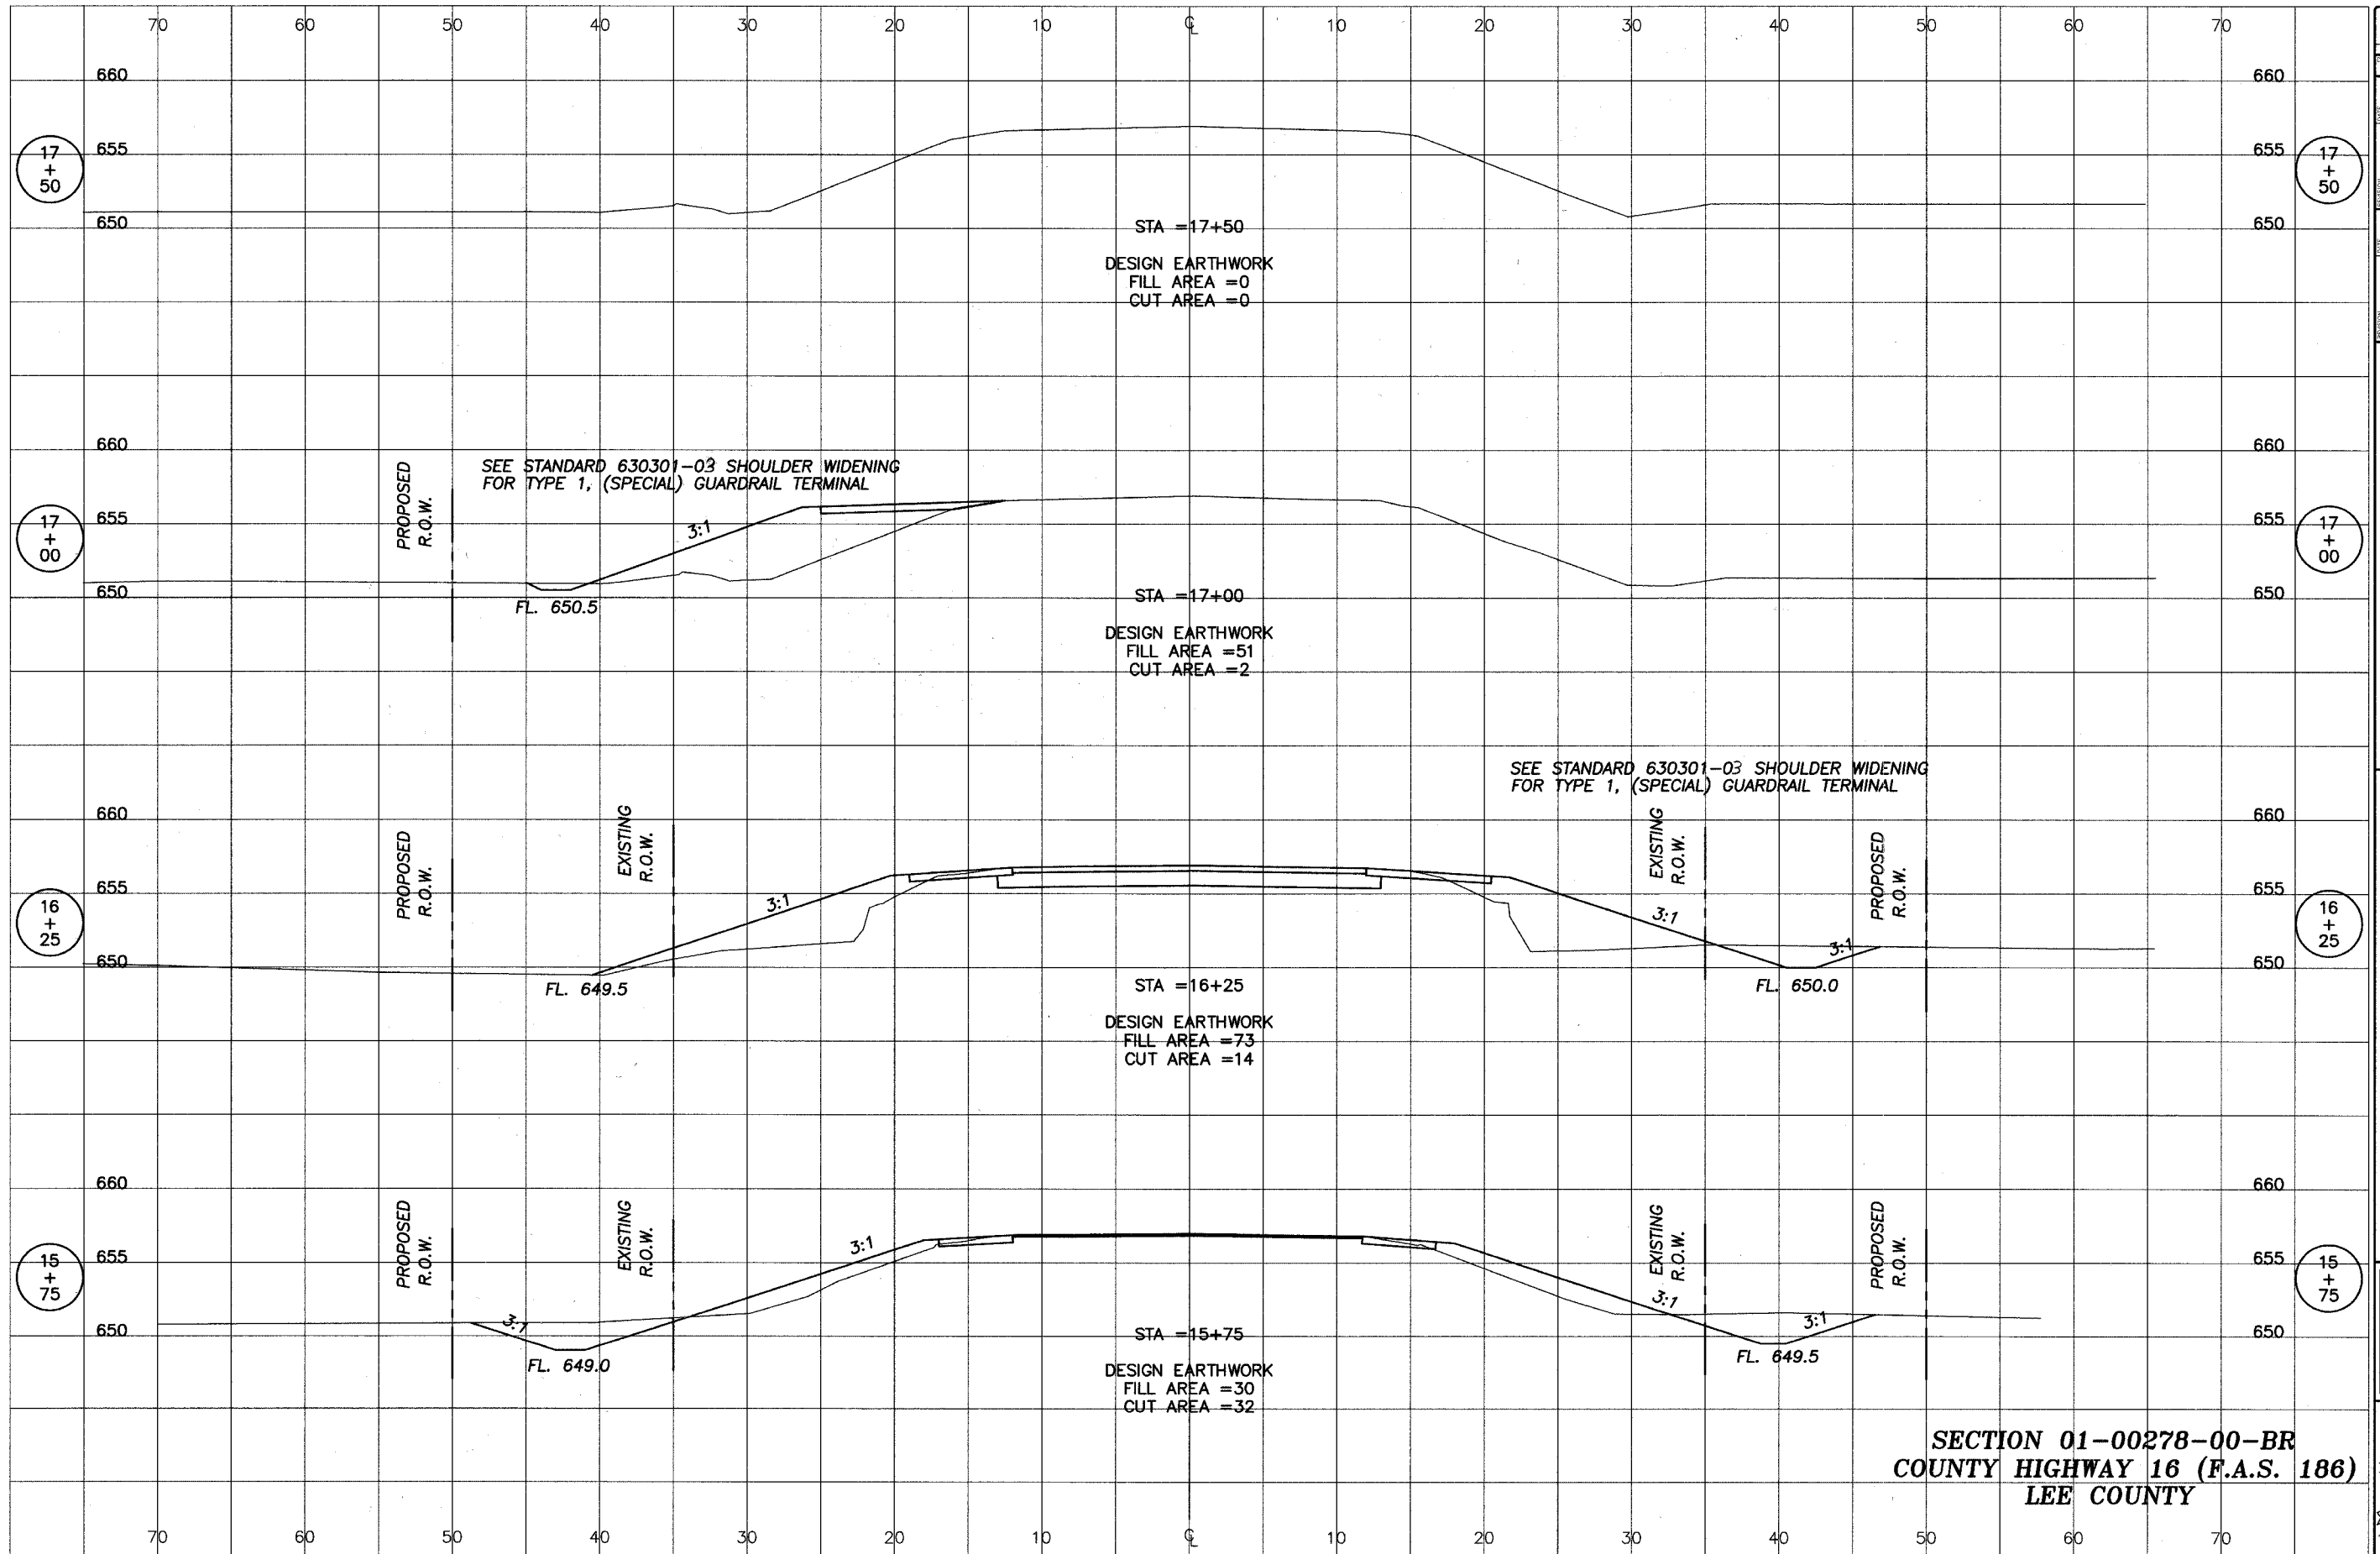 70 60 50 40 30 20 10 ℄ 10 20 30 40 50 60 70
660 660
17
+
50
655 655
17
+
50
650 650
STA =17+50
DESIGN EARTHWORK
FILL AREA =0
CUT AREA =0
660 660
PROPOSED
R.O.W.
SEE STANDARD 630301-03 SHOULDER WIDENING
FOR TYPE 1, (SPECIAL) GUARDRAIL TERMINAL
17
+
00
655 655
17
+
00
3:1
650 650
FL. 650.5
STA =17+00
DESIGN EARTHWORK
FILL AREA =51
CUT AREA =2
SEE STANDARD 630301-03 SHOULDER WIDENING
FOR TYPE 1, (SPECIAL) GUARDRAIL TERMINAL
660 660
PROPOSED
R.O.W.
EXISTING
R.O.W.
EXISTING
R.O.W.
PROPOSED
R.O.W.
16
+
25
655 655
16
+
25
3:1
3:1
3:1
650 650
FL. 649.5
FL. 650.0
STA =16+25
DESIGN EARTHWORK
FILL AREA =73
CUT AREA =14
660 660
PROPOSED
R.O.W.
EXISTING
R.O.W.
EXISTING
R.O.W.
PROPOSED
R.O.W.
15
+
75
655 655
15
+
75
3:1
3:1
3:1
3:1
650 650
FL. 649.0
FL. 649.5
STA =15+75
DESIGN EARTHWORK
FILL AREA =30
CUT AREA =32
SECTION 01-00278-00-BR
COUNTY HIGHWAY 16 (F.A.S. 186)
LEE COUNTY
70 60 50 40 30 20 10 ℄ 10 20 30 40 50 60 70